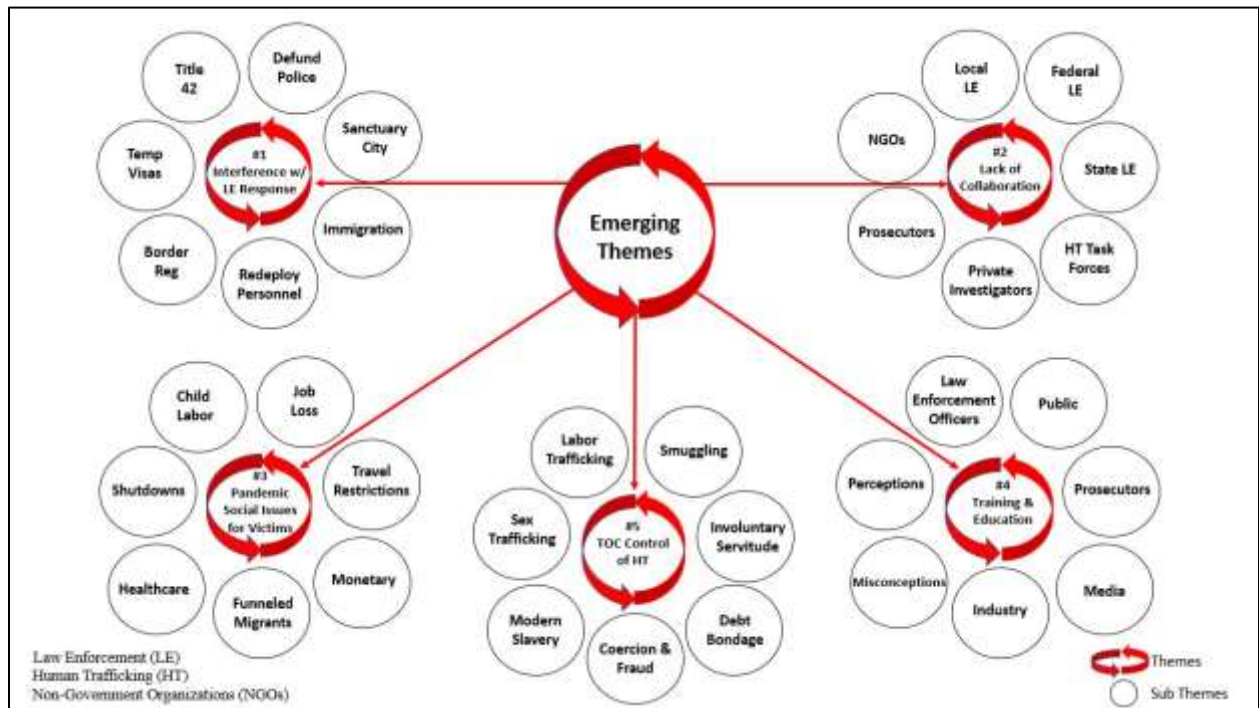 Title
42
Defund
Police
Sanctuary
City
Immigration
Redeploy
Personnel
Border
Reg
Temp
Visas
#1
Interference w/
LE Response
Emerging
Themes
Local
LE
Federal
LE
State LE
HT Task
Forces
Private
Investigators
Prosecutors
NGOs
#2
Lack of
Collaboration
Child
Labor
Job
Loss
Travel
Restrictions
Monetary
Funneled
Migrants
Healthcare
Shutdowns
#3
Pandemic
Social Issues
for Victims
Labor
Trafficking
Smuggling
Involuntary
Servitude
Debt
Bondage
Coercion &
Fraud
Modern
Slavery
Sex
Trafficking
#5
TOC Control
of HT
Law
Enforcement
Officers
Public
Prosecutors
Media
Industry
Misconceptions
Perceptions
#4
Training &
Education
Law Enforcement (LE)
Human Trafficking (HT)
Non-Government Organizations (NGOs)
Themes
Sub Themes